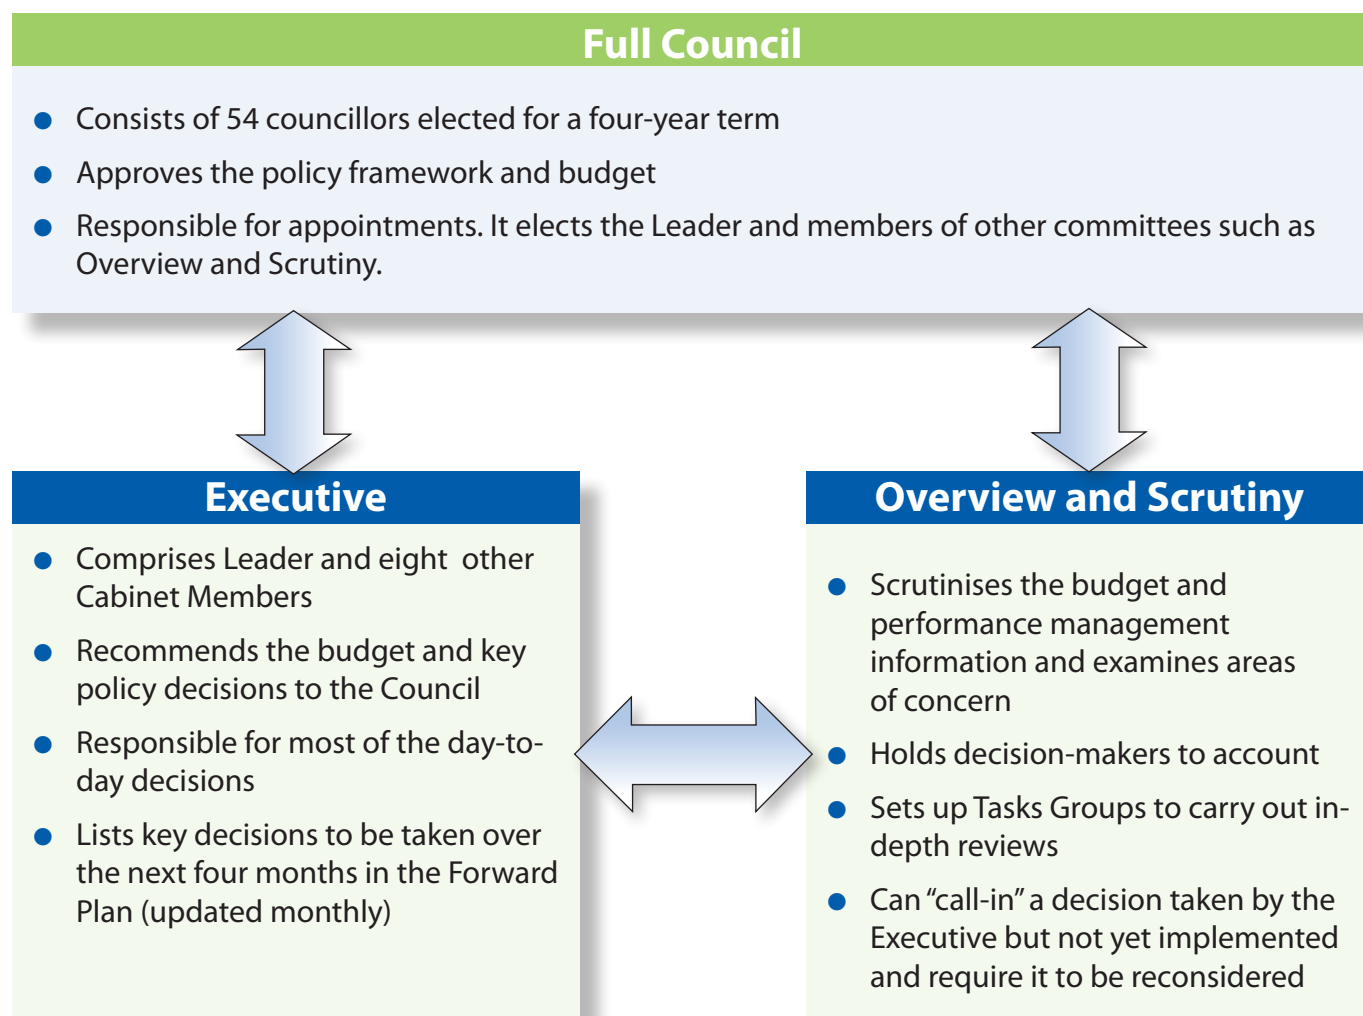 Full Council
● Consists of 54 councillors elected for a four-year term
● Approves the policy framework and budget
● Responsible for appointments. It elects the Leader and members of other committees such as
Overview and Scrutiny.
Executive
● Comprises Leader and eight  other
Cabinet Members
● Recommends the budget and key
policy decisions to the Council
● Responsible for most of the day-to-
day decisions
● Lists key decisions to be taken over
the next four months in the Forward
Plan (updated monthly)
Overview and Scrutiny
● Scrutinises the budget and
performance management
information and examines areas
of concern
● Holds decision-makers to account
● Sets up Tasks Groups to carry out in-
depth reviews
● Can “call-in” a decision taken by the
Executive but not yet implemented
and require it to be reconsidered